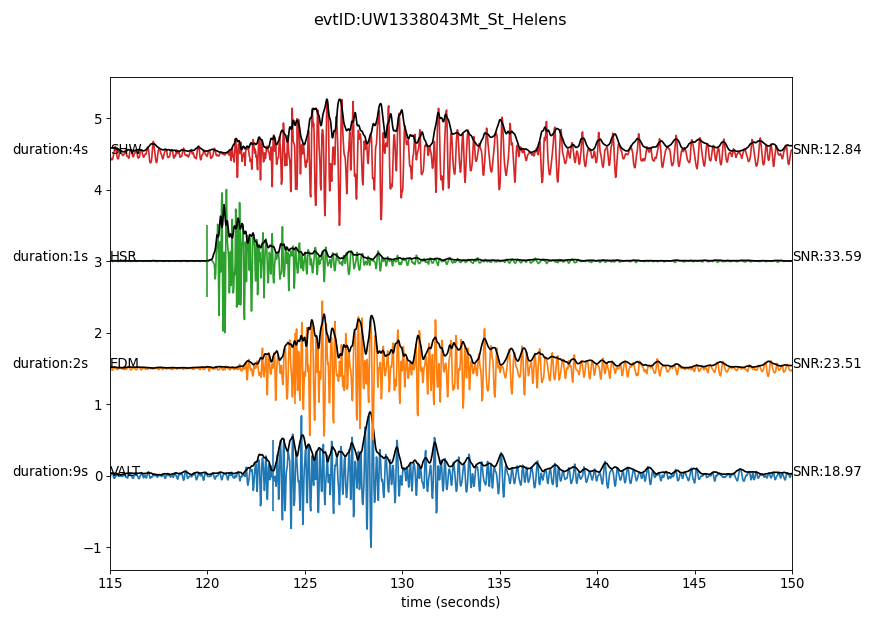 evtID:UW1338043Mt_St_Helens
5
duration:4s SHW SNR:12.84
4
duration:1s HSR SNR:33.59
3
2
duration:2s EDM SNR:23.51
1
duration:9s VALT SNR:18.97
0
−1
115 120 125 130 135 140 145 150
time (seconds)